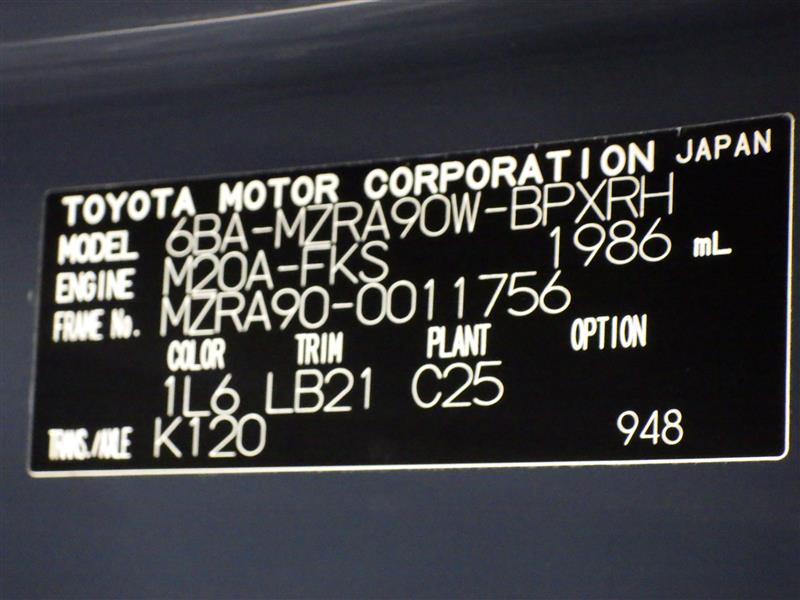 TOYOTA MOTOR CORPORATION JAPAN
MODEL 6BA-MZRA90W-BPXRH
ENGINE M20A-FKS 1986 mL
FRAME No. MZRA90-0011756
COLOR TRIM PLANT OPTION
1L6 LB21 C25
TRANS./AXLE K120 948